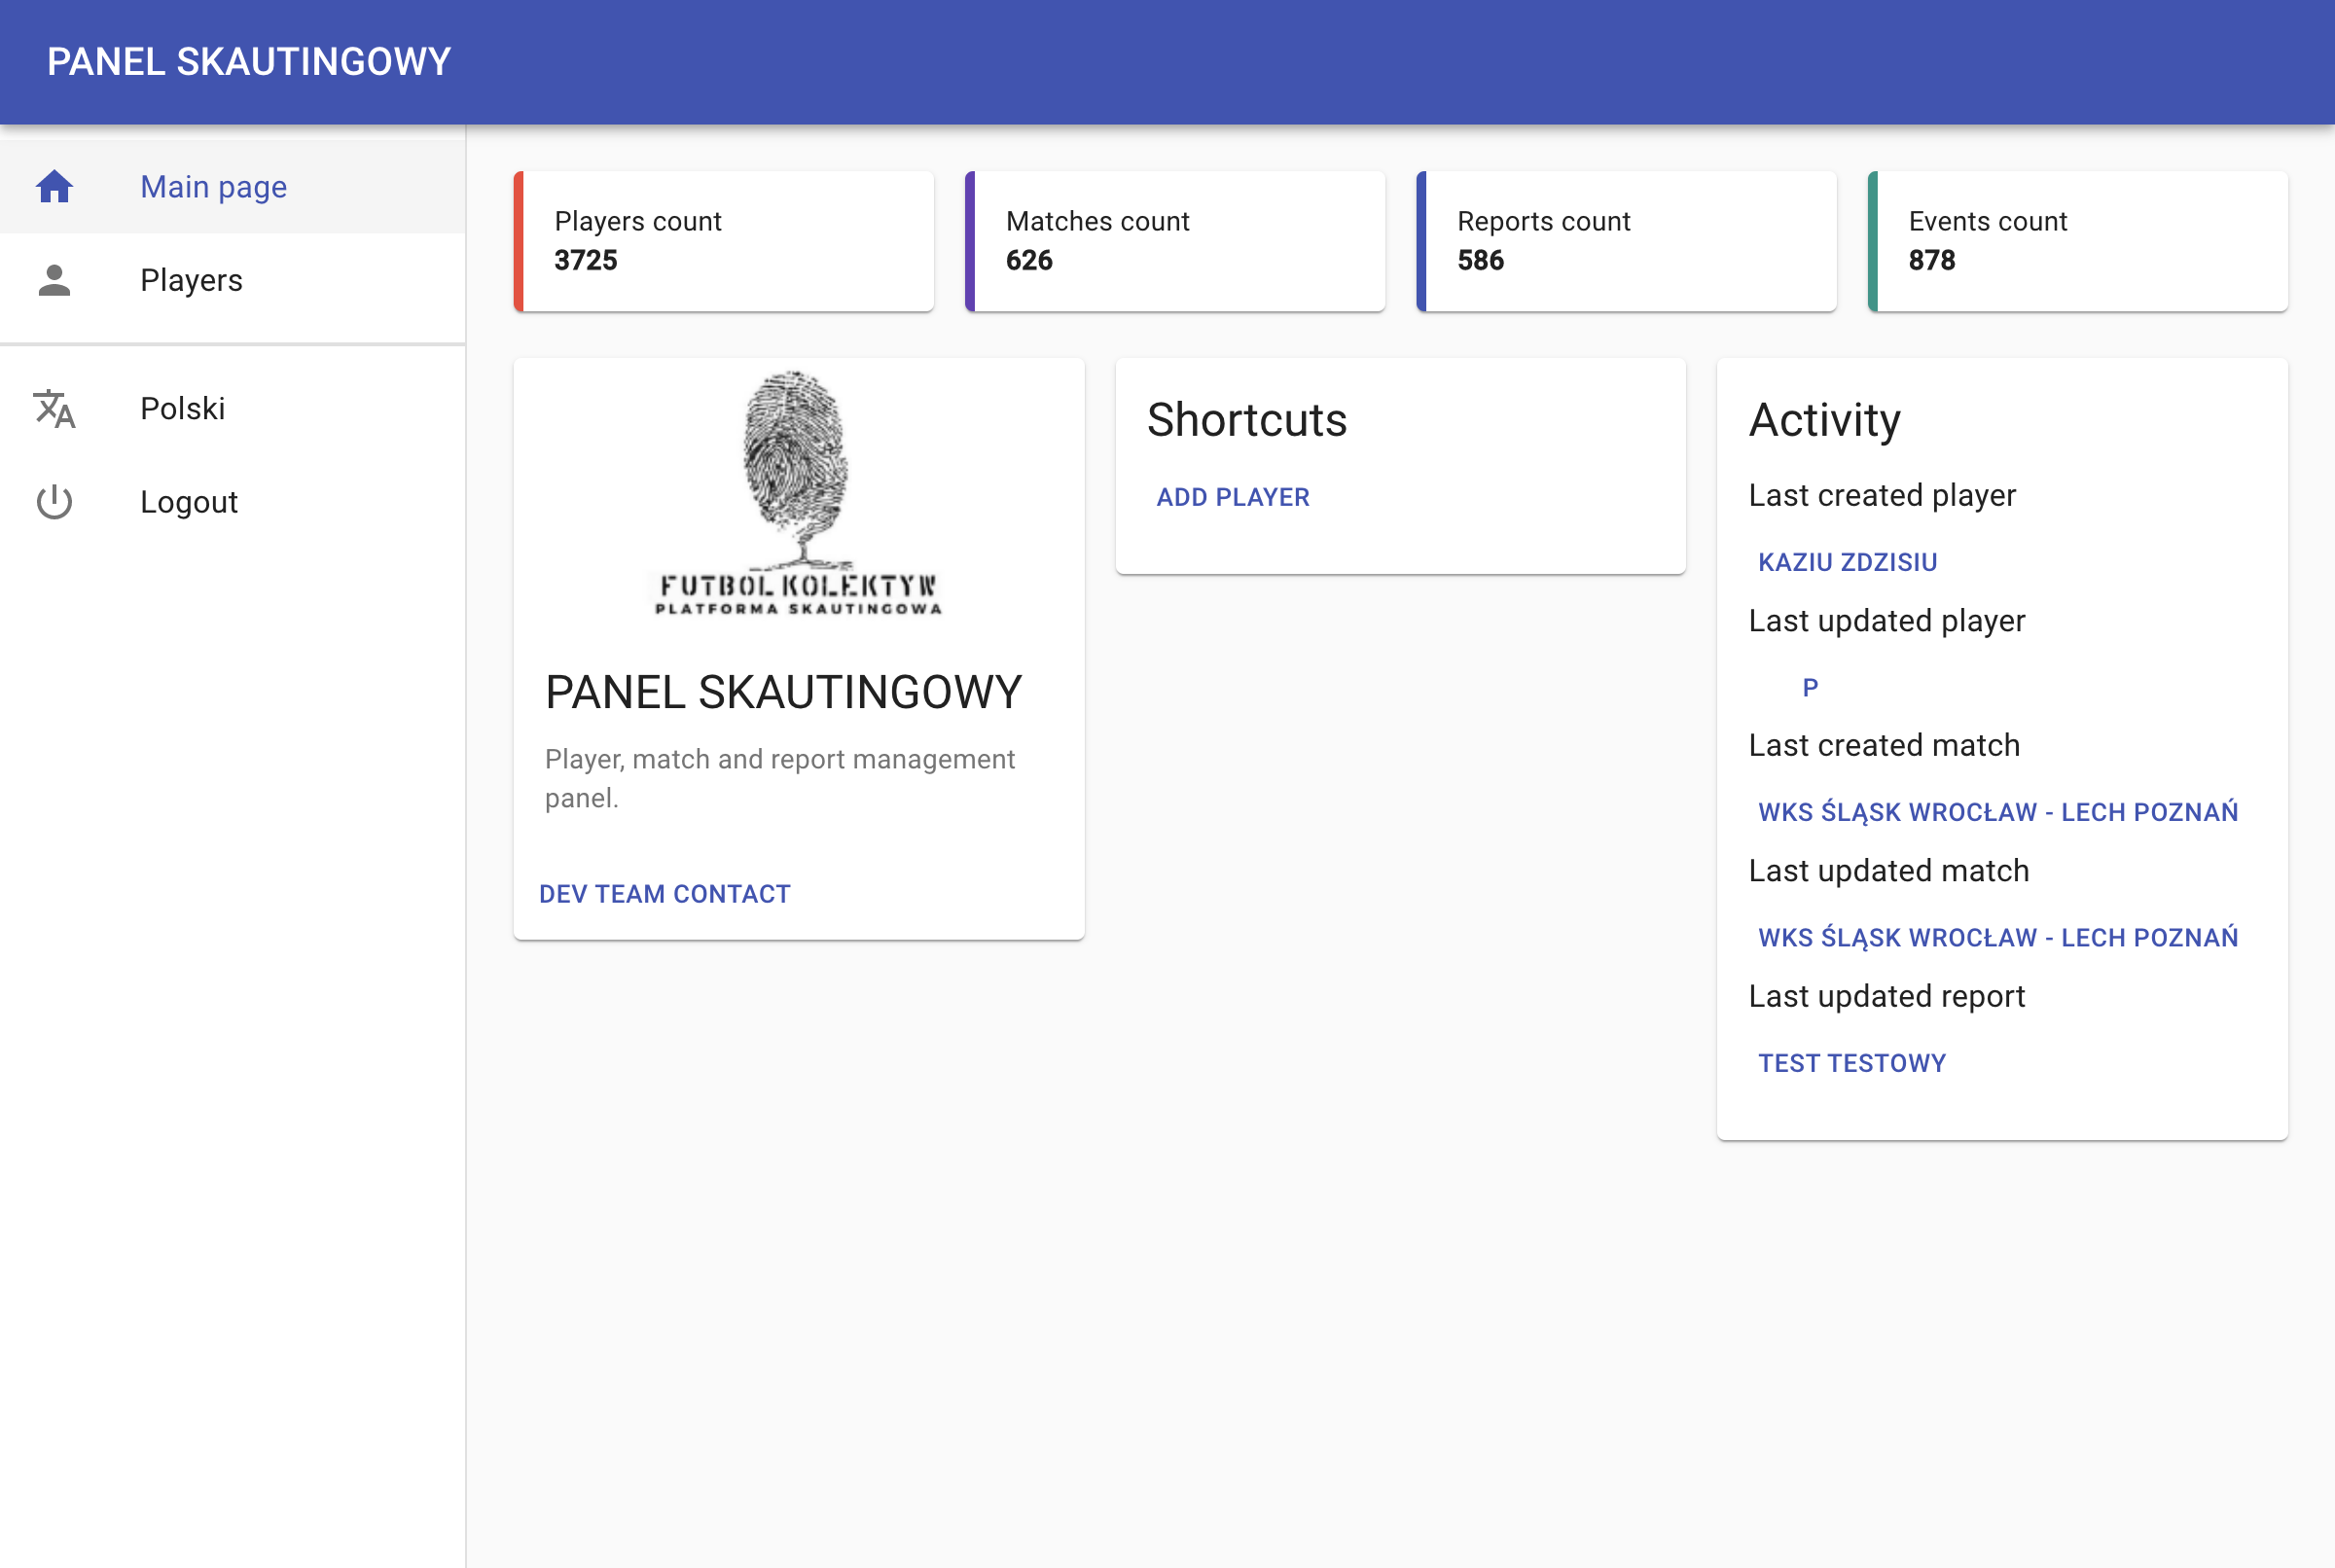 PANEL SKAUTINGOWY
Main page
Players
Polski
Logout
Players count
3725
Matches count
626
Reports count
586
Events count
878
FUTBOL KOLEKTYW
PLATFORMA SKAUTINGOWA
PANEL SKAUTINGOWY
Player, match and report management
panel.
DEV TEAM CONTACT
Shortcuts
ADD PLAYER
Activity
Last created player
KAZIU ZDZISIU
Last updated player
P
Last created match
WKS ŚLĄSK WROCŁAW - LECH POZNAŃ
Last updated match
WKS ŚLĄSK WROCŁAW - LECH POZNAŃ
Last updated report
TEST TESTOWY